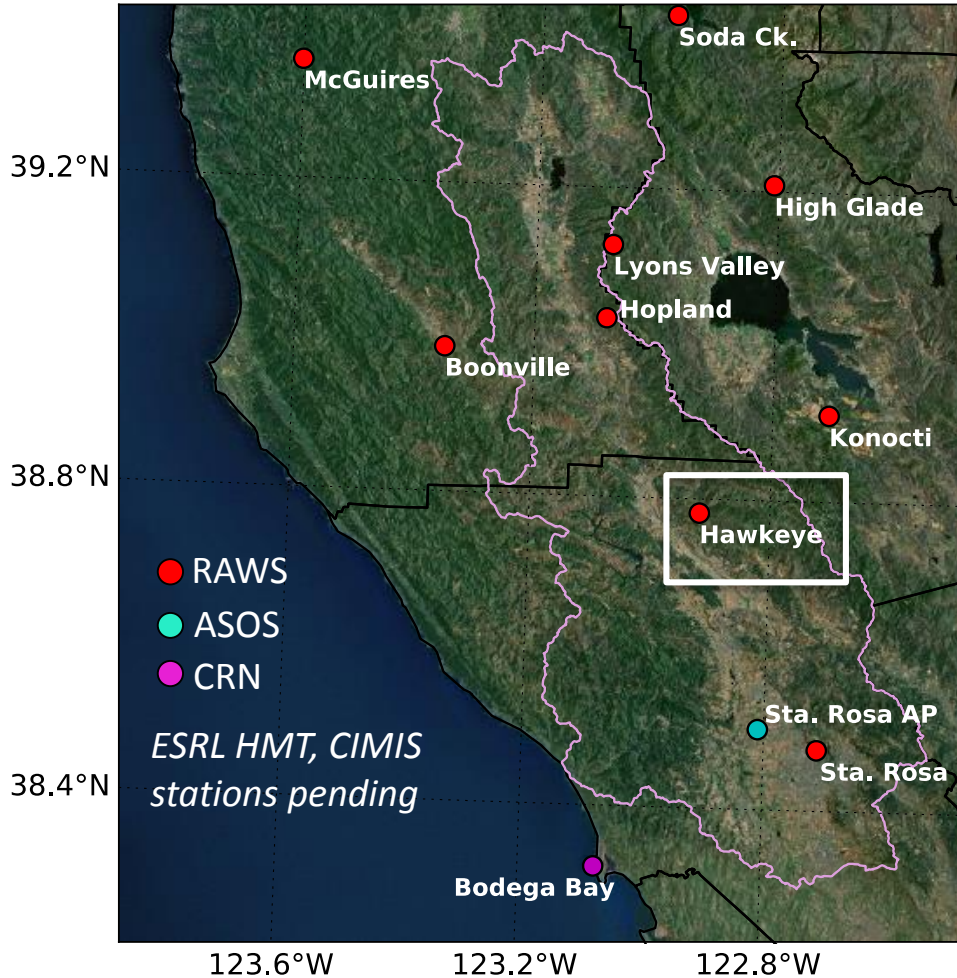 Soda Ck.
McGuires
39.2°N
High Glade
Lyons Valley
Hopland
Boonville
Konocti
38.8°N
Hawkeye
RAWS
ASOS
CRN
Sta. Rosa AP
ESRL HMT, CIMIS
stations pending
Sta. Rosa
38.4°N
Bodega Bay
123.6°W
123.2°W
122.8°W